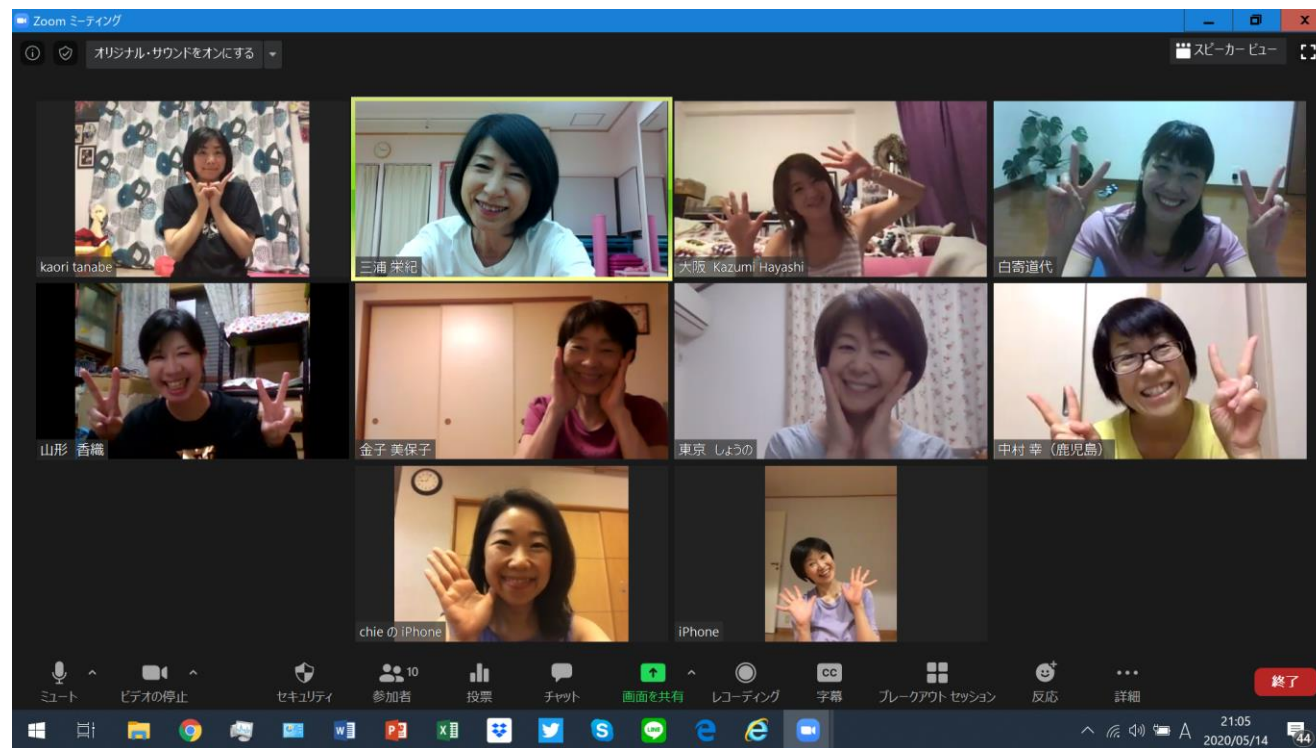 Zoom ミーティング
オリジナル・サウンドをオンにする
スピーカー ビュー
kaori tanabe
三浦 栄紀
大阪 Kazumi Hayashi
白寄道代
山形 香織
金子 美保子
東京 しょうの
中村 幸（鹿児島）
chie の iPhone
iPhone
ミュート
ビデオの停止
セキュリティ
参加者
10
投票
チャット
画面を共有
レコーディング
CC
字幕
ブレークアウト セッション
反応
詳細
終了
LINE
A
21:05
2020/05/14
44